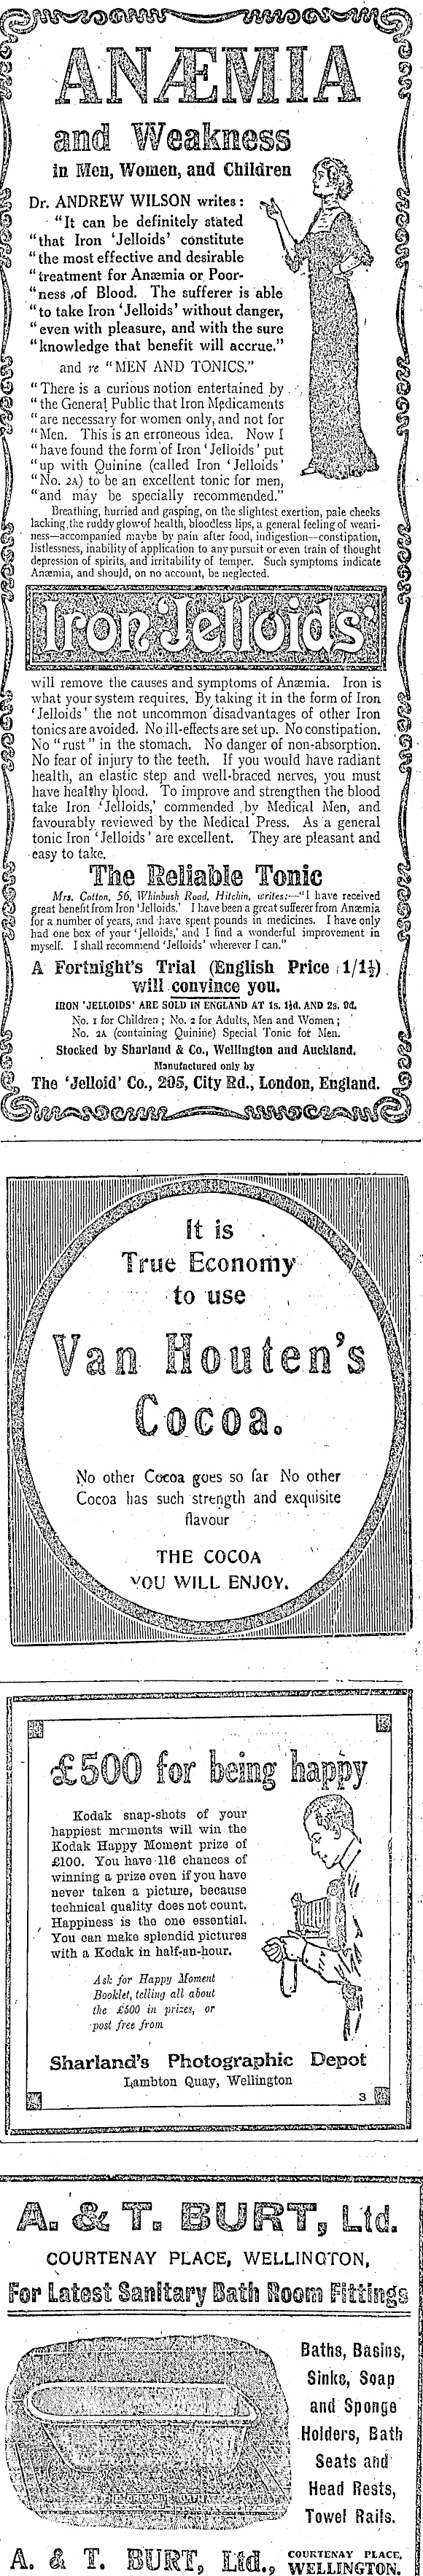 ANÆMIA
and Weakness
in Men, Women, and Children
Dr. ANDREW WILSON writes:
"It can be definitely stated
"that Iron 'Jelloids' constitute
"the most effective and desirable
"treatment for Anæmia or Poor-
"ness of Blood. The sufferer is able
"to take Iron 'Jelloids' without danger,
"even with pleasure, and with the sure
"knowledge that benefit will accrue."
and re "MEN AND TONICS."
"There is a curious notion entertained by
"the General Public that Iron Medicaments
"are necessary for women only, and not for
"Men. This is an erroneous idea. Now I
"have found the form of Iron 'Jelloids' put
"up with Quinine (called Iron 'Jelloids'
"No. 2A) to be an excellent tonic for men,
"and may be specially recommended."
Breathing, hurried and gasping, on the slightest exertion, pale cheeks
lacking the ruddy glow of health, bloodless lips, a general feeling of weari-
ness—accompanied maybe by pain after food, indigestion—constipation,
listlessness, inability of application to any pursuit or even train of thought
depression of spirits, and irritability of temper. Such symptoms indicate
Anæmia, and should, on no account, be neglected.
Iron 'Jelloids'
will remove the causes and symptoms of Anæmia. Iron is
what your system requires. By taking it in the form of Iron
'Jelloids' the not uncommon disadvantages of other Iron
tonics are avoided. No ill-effects are set up. No constipation.
No "rust" in the stomach. No danger of non-absorption.
No fear of injury to the teeth. If you would have radiant
health, an elastic step and well-braced nerves, you must
have healthy blood. To improve and strengthen the blood
take Iron 'Jelloids,' commended by Medical Men, and
favourably reviewed by the Medical Press. As a general
tonic Iron 'Jelloids' are excellent. They are pleasant and
easy to take.
The Reliable Tonic
Mrs. Cotton, 56, Whinbush Road, Hitchin, writes:—"I have received
great benefit from Iron 'Jelloids.' I have been a great sufferer from Anæmia
for a number of years, and have spent pounds in medicines. I have only
had one box of your 'Jelloids,' and I find a wonderful improvement in
myself. I shall recommend 'Jelloids' wherever I can."
A Fortnight's Trial (English Price 1/1½)
will convince you.
IRON 'JELLOIDS' ARE SOLD IN ENGLAND AT 1s. 1½d. AND 2s. 9d.
No. 1 for Children; No. 2 for Adults, Men and Women;
No. 2A (containing Quinine) Special Tonic for Men.
Stocked by Sharland & Co., Wellington and Auckland.
Manufactured only by
The 'Jelloid' Co., 205, City Rd., London, England.
It is
True Economy
to use
Van Houten's
Cocoa.
No other Cocoa goes so far No other
Cocoa has such strength and exquisite
flavour
THE COCOA
YOU WILL ENJOY.
£500 for being happy
Kodak snap-shots of your
happiest moments will win the
Kodak Happy Moment prize of
£100. You have 116 chances of
winning a prize even if you have
never taken a picture, because
technical quality does not count.
Happiness is the one essential.
You can make splendid pictures
with a Kodak in half-an-hour.
Ask for Happy Moment
Booklet, telling all about
the £500 in prizes, or
post free from
Sharland's Photographic Depot
Lambton Quay, Wellington
3
A. & T. BURT, Ltd.
COURTENAY PLACE, WELLINGTON,
For Latest Sanitary Bath Room Fittings
Baths, Basins,
Sinks, Soap
and Sponge
Holders, Bath
Seats and
Head Rests,
Towel Rails.
A. & T. BURT, Ltd., COURTENAY PLACE,
WELLINGTON.